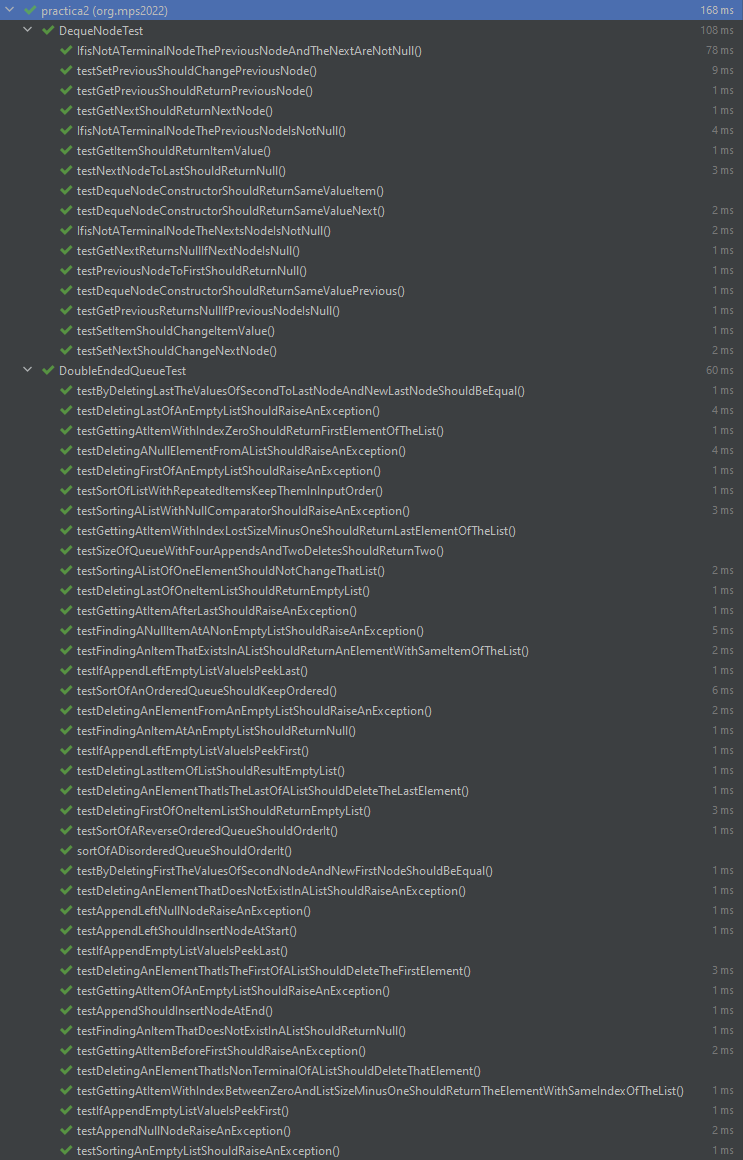 practica2 (org.mps2022) 168 ms
DequeNodeTest 108 ms
IfisNotATerminalNodeThePreviousNodeAndTheNextAreNotNull() 78 ms
testSetPreviousShouldChangePreviousNode() 9 ms
testGetPreviousShouldReturnPreviousNode() 1 ms
testGetNextShouldReturnNextNode() 1 ms
IfisNotATerminalNodeThePreviousNodeIsNotNull() 4 ms
testGetItemShouldReturnItemValue() 1 ms
testNextNodeToLastShouldReturnNull() 3 ms
testDequeNodeConstructorShouldReturnSameValueItem()
testDequeNodeConstructorShouldReturnSameValueNext() 2 ms
IfisNotATerminalNodeTheNextsNodeIsNotNull() 2 ms
testGetNextReturnsNullIfNextNodeIsNull() 1 ms
testPreviousNodeToFirstShouldReturnNull() 1 ms
testDequeNodeConstructorShouldReturnSameValuePrevious() 1 ms
testGetPreviousReturnsNullIfPreviousNodeIsNull() 1 ms
testSetItemShouldChangeItemValue() 1 ms
testSetNextShouldChangeNextNode() 2 ms
DoubleEndedQueueTest 60 ms
testByDeletingLastTheValuesOfSecondToLastNodeAndNewLastNodeShouldBeEqual() 1 ms
testDeletingLastOfAnEmptyListShouldRaiseAnException() 4 ms
testGettingAtItemWithIndexZeroShouldReturnFirstElementOfTheList() 1 ms
testDeletingANullElementFromAListShouldRaiseAnException() 4 ms
testDeletingFirstOfAnEmptyListShouldRaiseAnException() 1 ms
testSortOfListWithRepeatedItemsKeepThemInInputOrder() 1 ms
testSortingAListWithNullComparatorShouldRaiseAnException() 3 ms
testGettingAtItemWithIndexLostSizeMinusOneShouldReturnLastElementOfTheList()
testSizeOfQueueWithFourAppendsAndTwoDeletesShouldReturnTwo()
testSortingAListOfOneElementShouldNotChangeThatList() 2 ms
testDeletingLastOfOneItemListShouldReturnEmptyList() 1 ms
testGettingAtItemAfterLastShouldRaiseAnException() 1 ms
testFindingANullItemAtANonEmptyListShouldRaiseAnException() 5 ms
testFindingAnItemThatExistsInAListShouldReturnAnElementWithSameItemOfTheList() 2 ms
testIfAppendLeftEmptyListValueIsPeekLast() 1 ms
testSortOfAnOrderedQueueShouldKeepOrdered() 6 ms
testDeletingAnElementFromAnEmptyListShouldRaiseAnException() 2 ms
testFindingAnItemAtAnEmptyListShouldReturnNull() 1 ms
testIfAppendLeftEmptyListValueIsPeekFirst() 1 ms
testDeletingLastItemOfListShouldResultEmptyList() 1 ms
testDeletingAnElementThatIsTheLastOfAListShouldDeleteTheLastElement() 1 ms
testDeletingFirstOfOneItemListShouldReturnEmptyList() 3 ms
testSortOfAReverseOrderedQueueShouldOrderIt() 1 ms
sortOfADisorderedQueueShouldOrderIt()
testByDeletingFirstTheValuesOfSecondNodeAndNewFirstNodeShouldBeEqual() 1 ms
testDeletingAnElementThatDoesNotExistInAListShouldRaiseAnException() 1 ms
testAppendLeftNullNodeRaiseAnException() 1 ms
testAppendLeftShouldInsertNodeAtStart() 1 ms
testIfAppendEmptyListValueIsPeekLast()
testDeletingAnElementThatIsTheFirstOfAListShouldDeleteTheFirstElement() 3 ms
testGettingAtItemOfAnEmptyListShouldRaiseAnException() 1 ms
testAppendShouldInsertNodeAtEnd() 1 ms
testFindingAnItemThatDoesNotExistInAListShouldReturnNull() 1 ms
testGettingAtItemBeforeFirstShouldRaiseAnException() 2 ms
testDeletingAnElementThatIsNonTerminalOfAListShouldDeleteThatElement()
testGettingAtItemWithIndexBetweenZeroAndListSizeMinusOneShouldReturnTheElementWithSameIndexOfTheList() 1 ms
testIfAppendEmptyListValueIsPeekFirst() 1 ms
testAppendNullNodeRaiseAnException() 2 ms
testSortingAnEmptyListShouldRaiseAnException() 1 ms